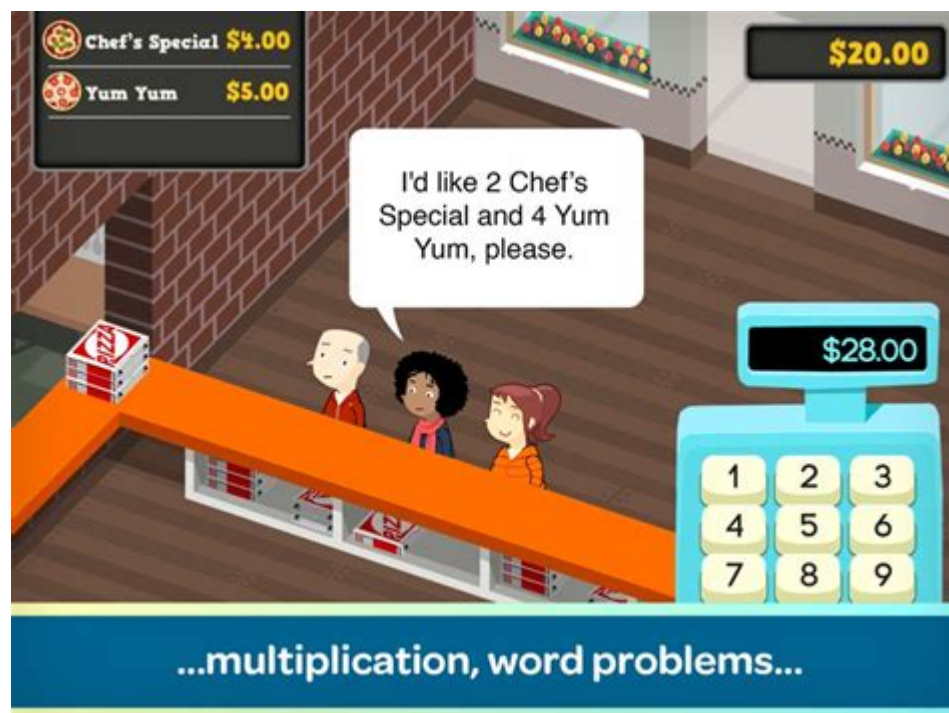 Chef's Special $4.00
Yum Yum $5.00
$20.00
I'd like 2 Chef's
Special and 4 Yum
Yum, please.
PIZZA
$28.00
1 2 3
4 5 6
7 8 9
...multiplication, word problems...